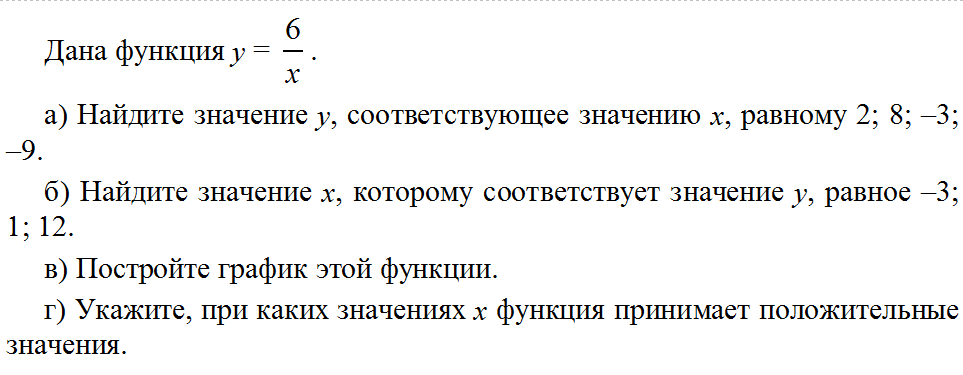 Дана функция y = 6/x .
а) Найдите значение y, соответствующее значению x, равному 2; 8; –3;
–9.
б) Найдите значение x, которому соответствует значение y, равное –3;
1; 12.
в) Постройте график этой функции.
г) Укажите, при каких значениях x функция принимает положительные
значения.